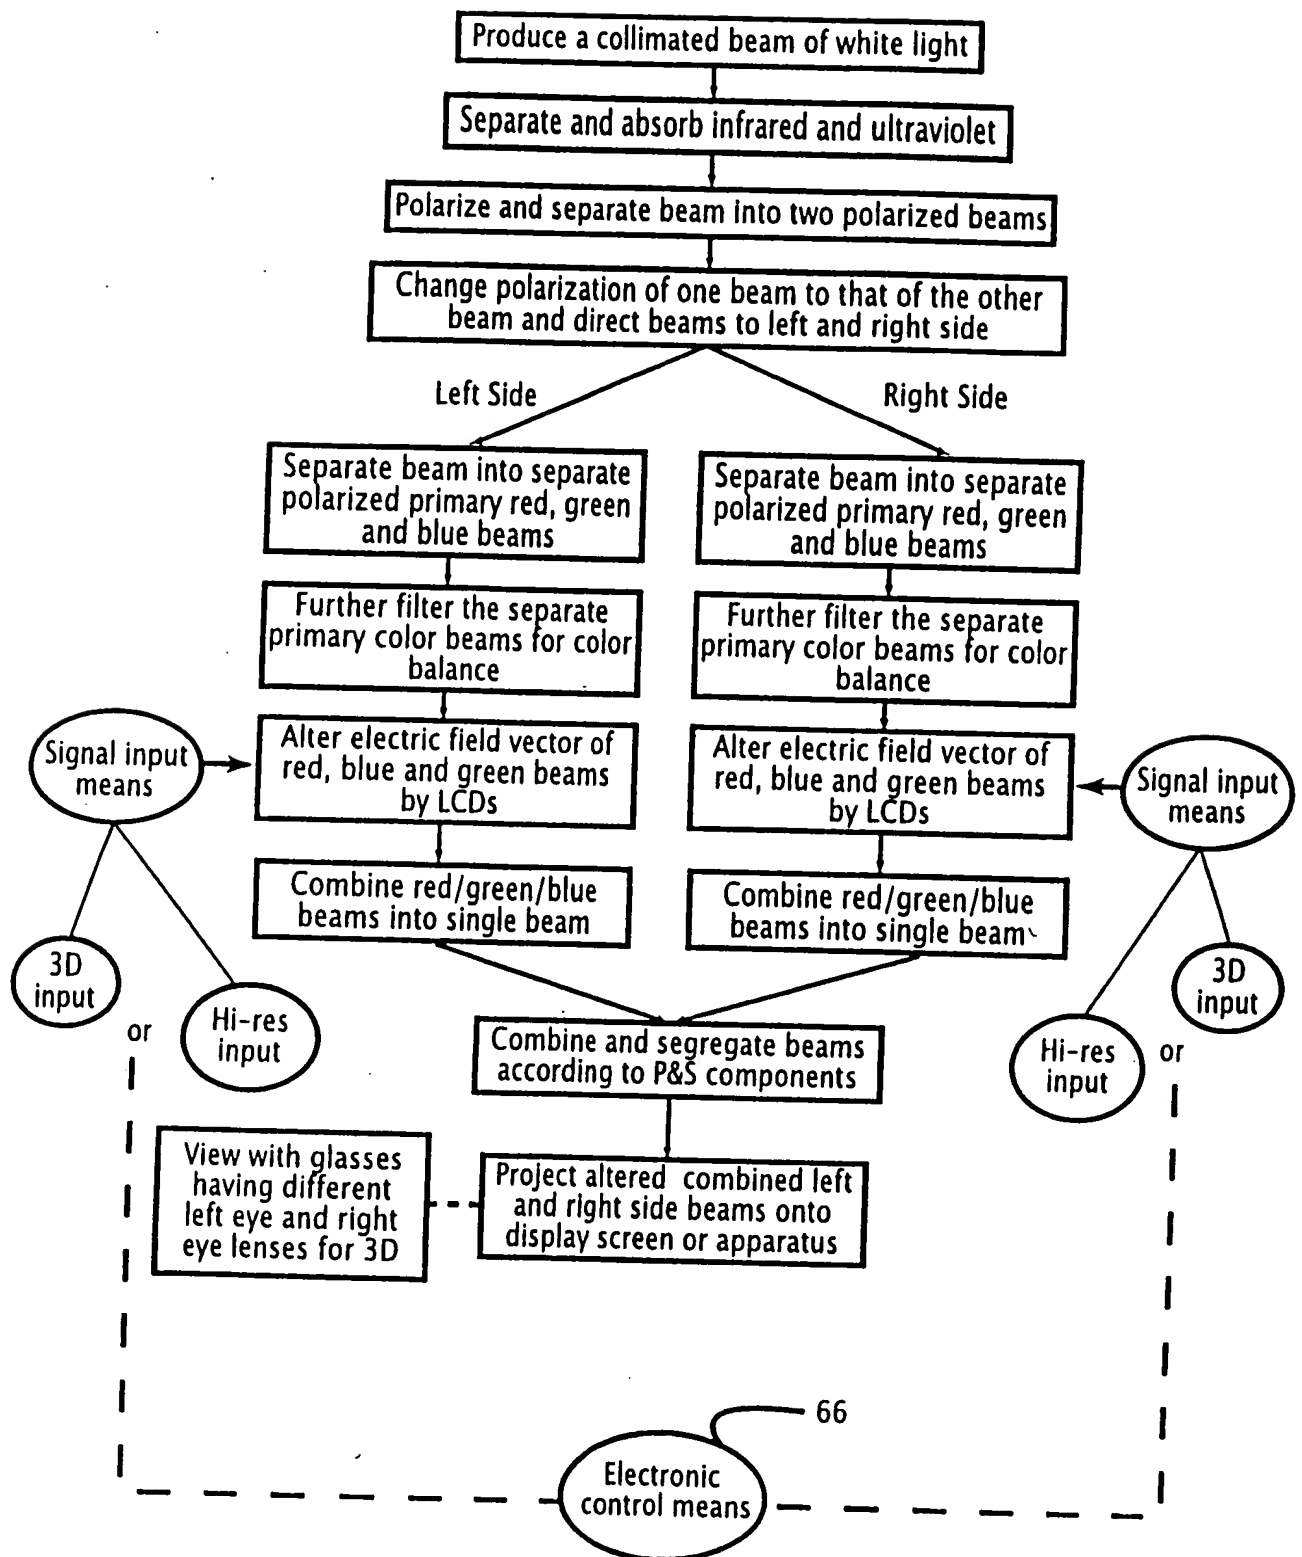 Produce a collimated beam of white light
Separate and absorb infrared and ultraviolet
Polarize and separate beam into two polarized beams
Change polarization of one beam to that of the other
beam and direct beams to left and right side
Left Side
Right Side
Separate beam into separate
polarized primary red, green
and blue beams
Separate beam into separate
polarized primary red, green
and blue beams
Further filter the separate
primary color beams for color
balance
Further filter the separate
primary color beams for color
balance
Signal input
means
Alter electric field vector of
red, blue and green beams
by LCDs
Alter electric field vector of
red, blue and green beams
by LCDs
Signal input
means
Combine red/green/blue
beams into single beam
Combine red/green/blue
beams into single beam
3D
input
or
Hi-res
input
Combine and segregate beams
according to P&S components
Hi-res
input
or
3D
input
View with glasses
having different
left eye and right
eye lenses for 3D
Project altered combined left
and right side beams onto
display screen or apparatus
66
Electronic
control means